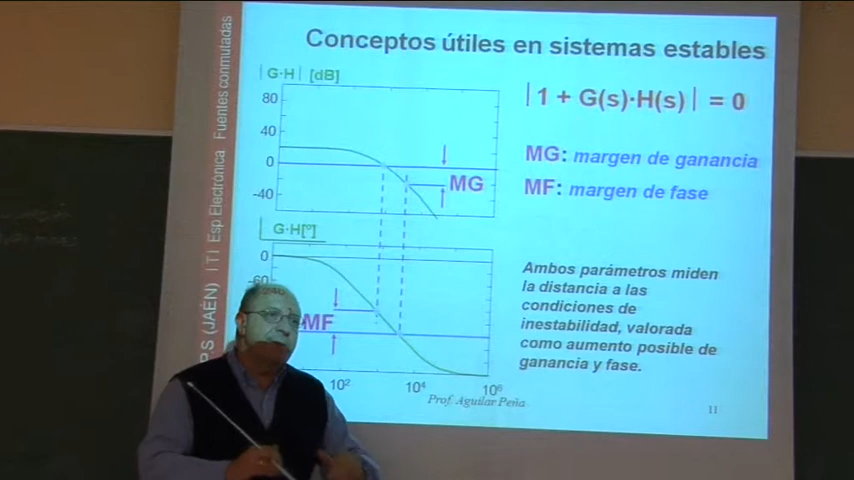 Conceptos útiles en sistemas estables
G·H [dB]
80
40
0
-40
MG
|1 + G(s)·H(s)| = 0
MG: margen de ganancia
MF: margen de fase
G·H[º]
0
-60
-240
MF
10² 10⁴ 10⁶
Ambos parámetros miden
la distancia a las
condiciones de
inestabilidad, valorada
como aumento posible de
ganancia y fase.
Prof. Aguilar Peña
11
(JAÉN) ITI Esp Electrónica Fuentes conmutadas